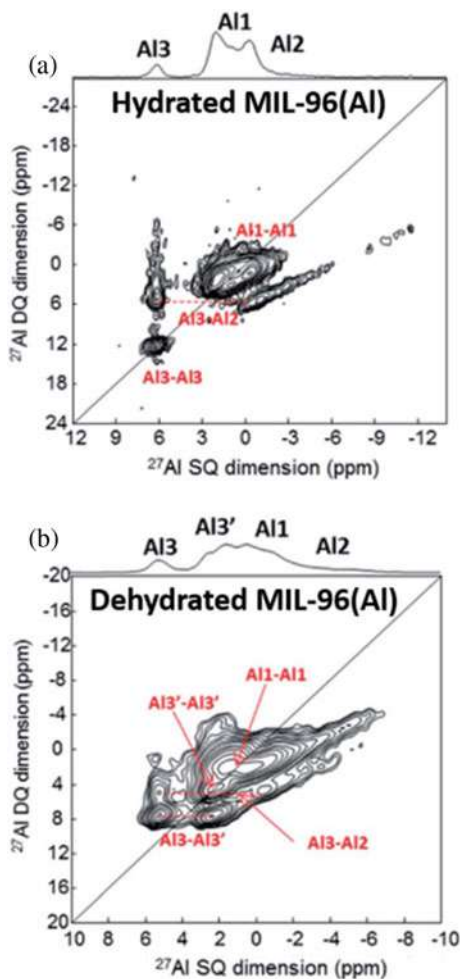 (a)
Al3
Al1
Al2
Hydrated MIL-96(Al)
-24
-18
-12
-6
0
6
12
18
24
27Al DQ dimension (ppm)
Al1-Al1
Al3-Al2
Al3-Al3
12 9 6 3 0 -3 -6 -9 -12
27Al SQ dimension (ppm)
(b)
Al3
Al3’
Al1
Al2
Dehydrated MIL-96(Al)
-20
-16
-12
-8
-4
0
4
8
12
16
20
27Al DQ dimension (ppm)
Al1-Al1
Al3’-Al3’
Al3-Al3’
Al3-Al2
10 8 6 4 2 0 -2 -4 -6 -8 -10
27Al SQ dimension (ppm)